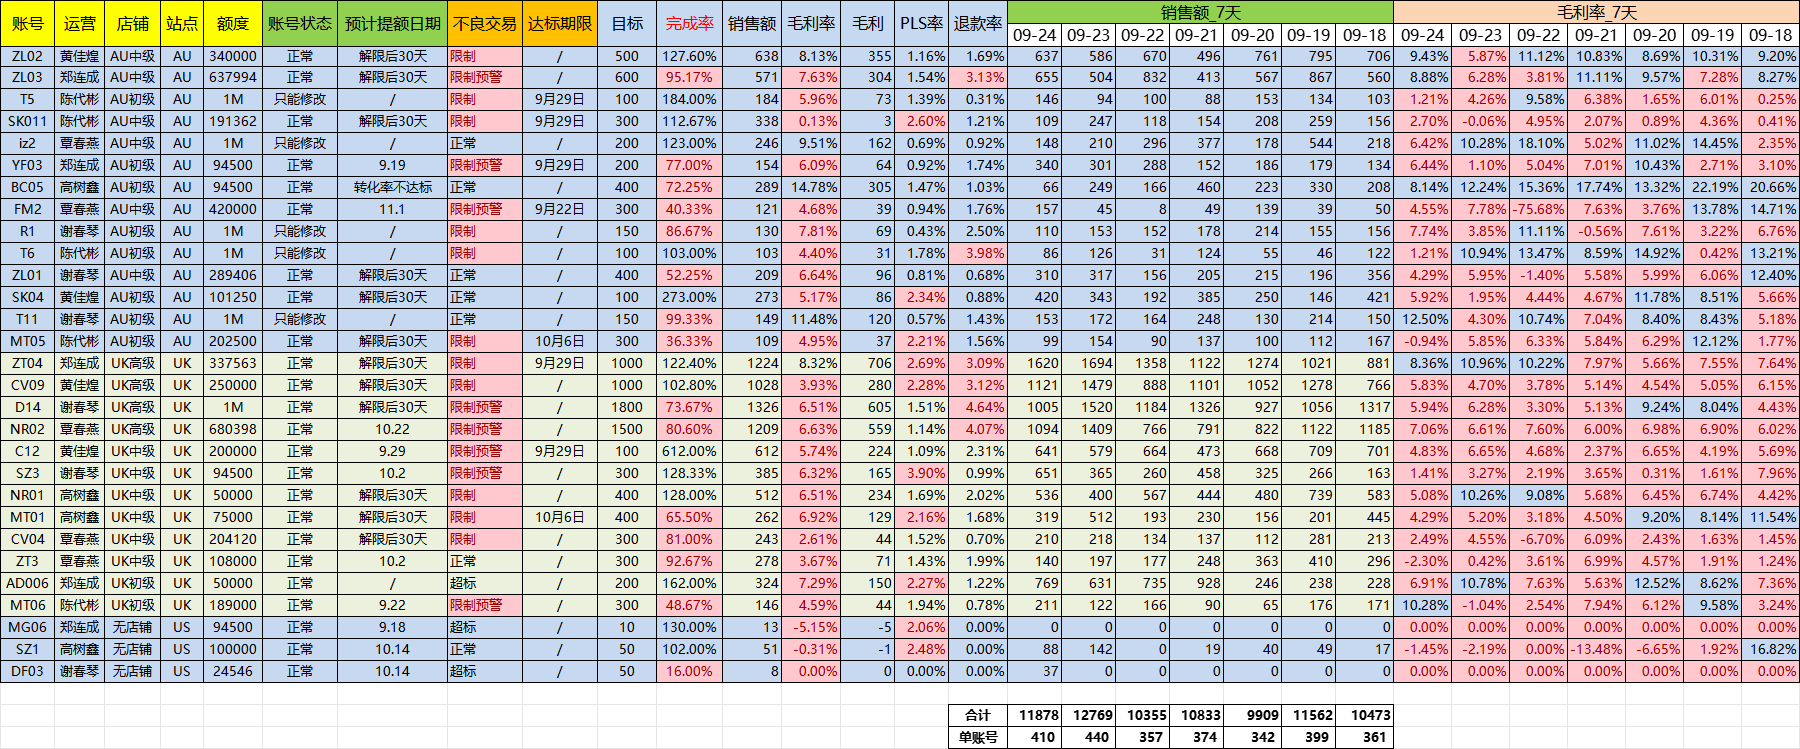 账号 运营 店铺 站点 额度 账号状态 预计提额日期 不良交易 达标期限 目标 完成率 销售额 毛利率 毛利 PLS率 退款率 销售额_7天 毛利率_7天
09-24 09-23 09-22 09-21 09-20 09-19 09-18 09-24 09-23 09-22 09-21 09-20 09-19 09-18
ZL02 黄佳煌 AU中级 AU 340000 正常 解限后30天 限制 / 500 127.60% 638 8.13% 355 1.16% 1.69% 637 586 670 496 761 795 706 9.43% 5.87% 11.12% 10.83% 8.69% 10.31% 9.20%
ZL03 郑连成 AU中级 AU 637994 正常 解限后30天 限制预警 / 600 95.17% 571 7.63% 304 1.54% 3.13% 655 504 832 413 567 867 560 8.88% 6.28% 3.81% 11.11% 9.57% 7.28% 8.27%
T5 陈代彬 AU初级 AU 1M 只能修改 / 限制 9月29日 100 184.00% 184 5.96% 73 1.39% 0.31% 146 94 100 88 153 134 103 1.21% 4.26% 9.58% 6.38% 1.65% 6.01% 0.25%
SK011 陈代彬 AU中级 AU 191362 正常 解限后30天 限制 9月29日 300 112.67% 338 0.13% 3 2.60% 1.21% 109 247 118 154 208 259 156 2.70% -0.06% 4.95% 2.07% 0.89% 4.36% 0.41%
iz2 覃春燕 AU中级 AU 1M 只能修改 / 正常 / 200 123.00% 246 9.51% 162 0.69% 0.92% 148 210 296 377 178 544 218 6.42% 10.28% 18.10% 5.02% 11.02% 14.45% 2.35%
YF03 郑连成 AU初级 AU 94500 正常 9.19 限制预警 9月29日 200 77.00% 154 6.09% 64 0.92% 1.74% 340 301 288 152 186 179 134 6.44% 1.10% 5.04% 7.01% 10.43% 2.71% 3.10%
BC05 高树鑫 AU初级 AU 94500 正常 转化率不达标 正常 / 400 72.25% 289 14.78% 305 1.47% 1.03% 66 249 166 460 223 330 208 8.14% 12.24% 15.36% 17.74% 13.32% 22.19% 20.66%
FM2 覃春燕 AU中级 AU 420000 正常 11.1 限制预警 9月22日 300 40.33% 121 4.68% 39 0.94% 1.76% 157 45 8 49 139 39 50 4.55% 7.78% -75.68% 7.63% 3.76% 13.78% 14.71%
R1 覃春燕 AU初级 AU 1M 只能修改 / 限制 / 150 86.67% 130 7.81% 69 0.43% 2.50% 110 153 152 178 214 155 156 7.74% 3.85% 11.11% -0.56% 7.61% 3.22% 6.76%
T6 陈代彬 AU初级 AU 1M 只能修改 / 限制 / 100 103.00% 103 4.40% 31 1.78% 3.98% 86 126 31 124 55 46 122 1.21% 10.94% 13.47% 8.59% 14.92% 0.42% 13.21%
ZL01 谢春琴 AU中级 AU 289406 正常 解限后30天 正常 / 400 52.25% 209 6.64% 96 0.81% 0.68% 310 317 156 205 215 196 356 4.29% 5.95% -1.40% 5.58% 5.99% 6.06% 12.40%
SK04 黄佳煌 AU初级 AU 101250 正常 解限后30天 正常 / 100 273.00% 273 5.17% 86 2.34% 0.88% 420 343 192 385 250 146 421 5.92% 1.95% 4.44% 4.67% 11.78% 8.51% 5.66%
T11 谢春琴 AU初级 AU 1M 只能修改 / 正常 / 150 99.33% 149 11.48% 120 0.57% 1.43% 153 172 164 248 130 214 150 12.50% 4.30% 10.74% 7.04% 8.40% 8.43% 5.18%
MT05 陈代彬 AU初级 AU 202500 正常 解限后30天 限制 10月6日 300 36.33% 109 4.95% 37 2.21% 1.56% 99 154 90 137 100 112 167 -0.94% 5.85% 6.33% 5.84% 6.29% 12.12% 1.77%
ZT04 郑连成 UK高级 UK 337563 正常 解限后30天 限制 9月29日 1000 122.40% 1224 8.32% 706 2.69% 3.09% 1620 1694 1358 1122 1274 1021 881 8.36% 10.96% 10.22% 7.97% 5.66% 7.55% 7.64%
CV09 黄佳煌 UK高级 UK 250000 正常 解限后30天 限制 / 1000 102.80% 1028 3.93% 280 2.28% 3.12% 1121 1479 888 1101 1052 1278 766 5.83% 4.70% 3.78% 5.14% 4.54% 5.05% 6.15%
D14 谢春琴 UK高级 UK 1M 正常 解限后30天 限制预警 / 1800 73.67% 1326 6.51% 605 1.51% 4.64% 1005 1520 1184 1326 927 1056 1317 5.94% 6.28% 3.30% 5.13% 9.24% 8.04% 4.43%
NR02 覃春燕 UK高级 UK 680398 正常 10.22 限制预警 / 1500 80.60% 1209 6.63% 559 1.14% 4.07% 1094 1409 766 791 822 1122 1185 7.06% 6.61% 7.60% 6.00% 6.98% 6.90% 6.02%
C12 黄佳煌 UK中级 UK 200000 正常 9.29 限制预警 9月29日 100 612.00% 612 5.74% 224 1.09% 2.31% 641 579 664 473 668 709 701 4.83% 6.65% 4.68% 2.37% 6.65% 4.19% 5.69%
SZ3 谢春琴 UK中级 UK 94500 正常 10.2 限制预警 / 300 128.33% 385 6.32% 165 3.90% 0.99% 651 365 260 458 325 266 163 1.41% 3.27% 2.19% 3.65% 0.31% 1.61% 7.96%
NR01 高树鑫 UK中级 UK 50000 正常 解限后30天 限制 / 400 128.00% 512 6.51% 234 1.69% 2.02% 536 400 567 444 480 739 583 5.08% 10.26% 9.08% 5.68% 6.45% 6.74% 4.42%
MT01 高树鑫 UK中级 UK 75000 正常 解限后30天 限制 10月6日 400 65.50% 262 6.92% 129 2.16% 1.68% 319 512 193 230 156 201 445 4.29% 5.20% 3.18% 4.50% 9.20% 8.14% 11.54%
CV04 覃春燕 UK中级 UK 204120 正常 解限后30天 限制 / 300 81.00% 243 2.61% 44 1.52% 0.70% 210 218 134 137 112 281 213 2.49% 4.55% -6.70% 6.09% 2.43% 1.63% 1.45%
ZT3 覃春燕 UK中级 UK 108000 正常 10.2 正常 / 300 92.67% 278 3.67% 71 1.43% 1.99% 140 197 177 248 363 410 296 -2.30% 0.42% 3.61% 6.99% 4.57% 1.91% 1.24%
AD006 郑连成 UK初级 UK 50000 正常 / 超标 / 200 162.00% 324 7.29% 150 2.27% 1.22% 769 631 735 928 246 238 228 6.91% 10.78% 7.63% 5.63% 12.52% 8.62% 7.36%
MT06 陈代彬 UK初级 UK 189000 正常 9.22 限制预警 / 300 48.67% 146 4.59% 44 1.94% 0.78% 211 122 166 90 65 176 171 10.28% -1.04% 2.54% 7.94% 6.12% 9.58% 3.24%
MG06 郑连成 无店铺 US 94500 正常 9.18 超标 / 10 130.00% 13 -5.15% -5 2.06% 0.00% 0 0 0 0 0 0 0 0.00% 0.00% 0.00% 0.00% 0.00% 0.00% 0.00%
SZ1 高树鑫 无店铺 US 100000 正常 10.14 正常 / 50 102.00% 51 -0.31% -1 2.48% 0.00% 88 142 0 19 40 49 17 -1.45% -2.19% 0.00% -13.48% -6.65% 1.92% 16.82%
DF03 谢春琴 无店铺 US 24546 正常 10.14 超标 / 50 16.00% 8 0.00% 0 0.00% 0.00% 37 0 0 0 0 0 0 0.00% 0.00% 0.00% 0.00% 0.00% 0.00% 0.00%
合计 11878 12769 10355 10833 9909 11562 10473
单账号 410 440 357 374 342 399 361